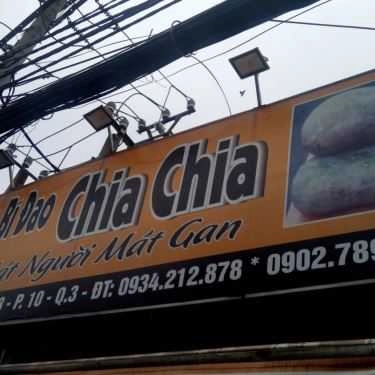 Bí Đao Chia Chia
Người Mát Gan
- P. 10 - Q.3 - ĐT: 0934.212.878 * 0902.789